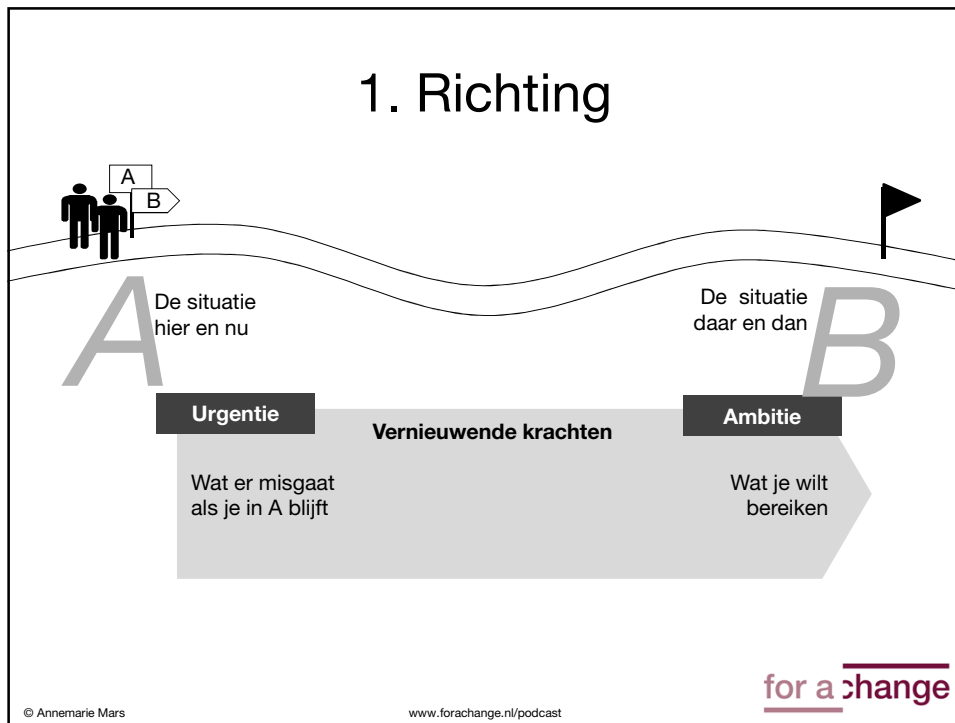 1. Richting
A
B
A
De situatie
hier en nu
De situatie
daar en dan
B
Urgentie
Vernieuwende krachten
Ambitie
Wat er misgaat
als je in A blijft
Wat je wilt
bereiken
for a change
© Annemarie Mars
www.forachange.nl/podcast